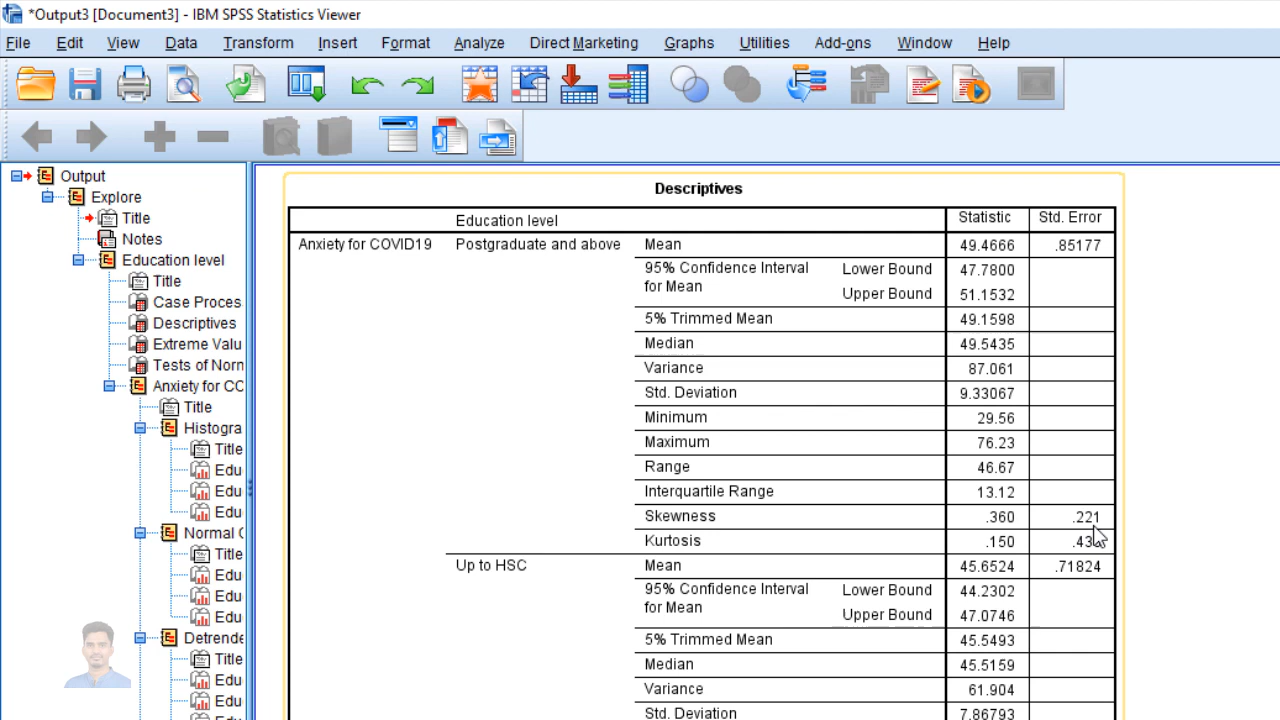 *Output3 [Document3] - IBM SPSS Statistics Viewer
File Edit View Data Transform Insert Format Analyze Direct Marketing Graphs Utilities Add-ons Window Help
Output
Explore
Title
Notes
Education level
Title
Case Proces
Descriptives
Extreme Valu
Tests of Norn
Anxiety for CO
Title
Histogra
Title
Edu
Edu
Edu
Normal
Title
Edu
Edu
Edu
Detrende
Title
Edu
Edu
Descriptives
Education level Statistic Std. Error
Anxiety for COVID19 Postgraduate and above Mean 49.4666 .85177
95% Confidence Interval for Mean Lower Bound 47.7800
Upper Bound 51.1532
5% Trimmed Mean 49.1598
Median 49.5435
Variance 87.061
Std. Deviation 9.33067
Minimum 29.56
Maximum 76.23
Range 46.67
Interquartile Range 13.12
Skewness .360 .221
Kurtosis .150
Up to HSC Mean 45.6524 .71824
95% Confidence Interval for Mean Lower Bound 44.2302
Upper Bound 47.0746
5% Trimmed Mean 45.5493
Median 45.5159
Variance 61.904
Std. Deviation 7.86793